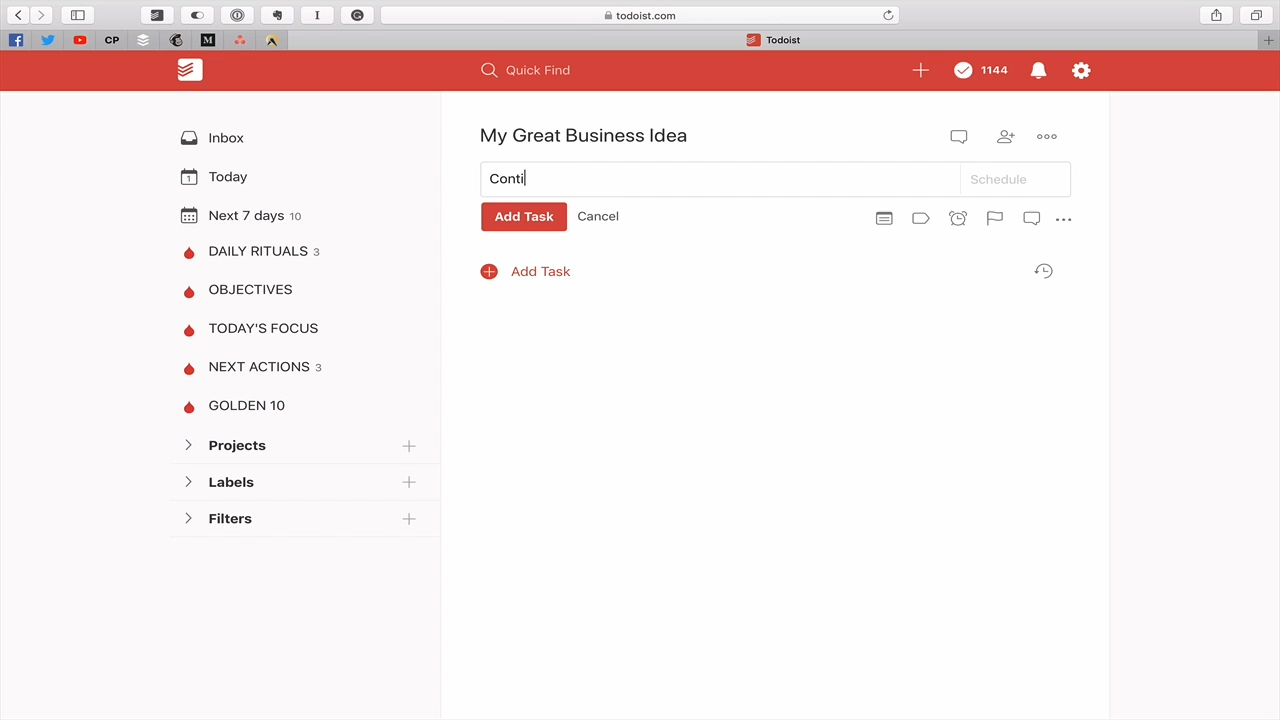 todoist.com
CP
M
Todoist
Quick Find
1144
Inbox
1
Today
Next 7 days 10
DAILY RITUALS 3
OBJECTIVES
TODAY'S FOCUS
NEXT ACTIONS 3
GOLDEN 10
Projects
Labels
Filters
My Great Business Idea
Conti
Schedule
Add Task
Cancel
Add Task